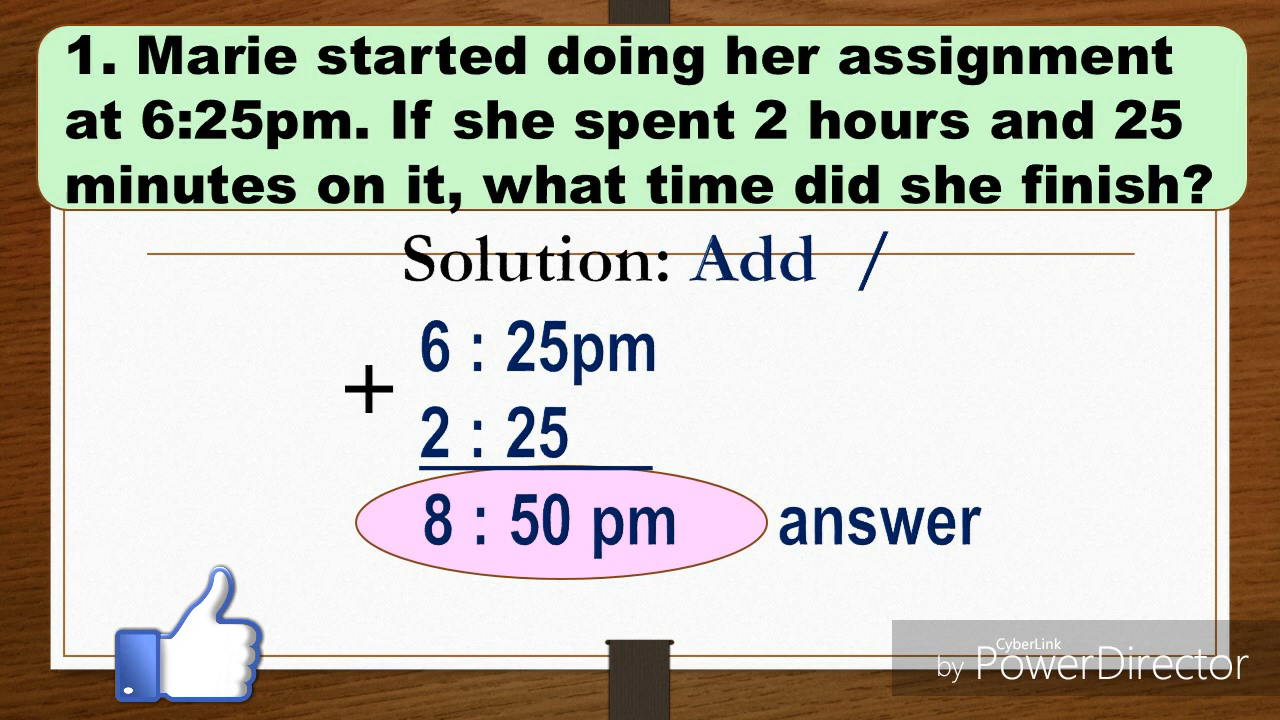 1. Marie started doing her assignment
at 6:25pm. If she spent 2 hours and 25
minutes on it, what time did she finish?
Solution: Add /
6 : 25pm
+
2 : 25
8 : 50 pm answer
CyberLink
by PowerDirector